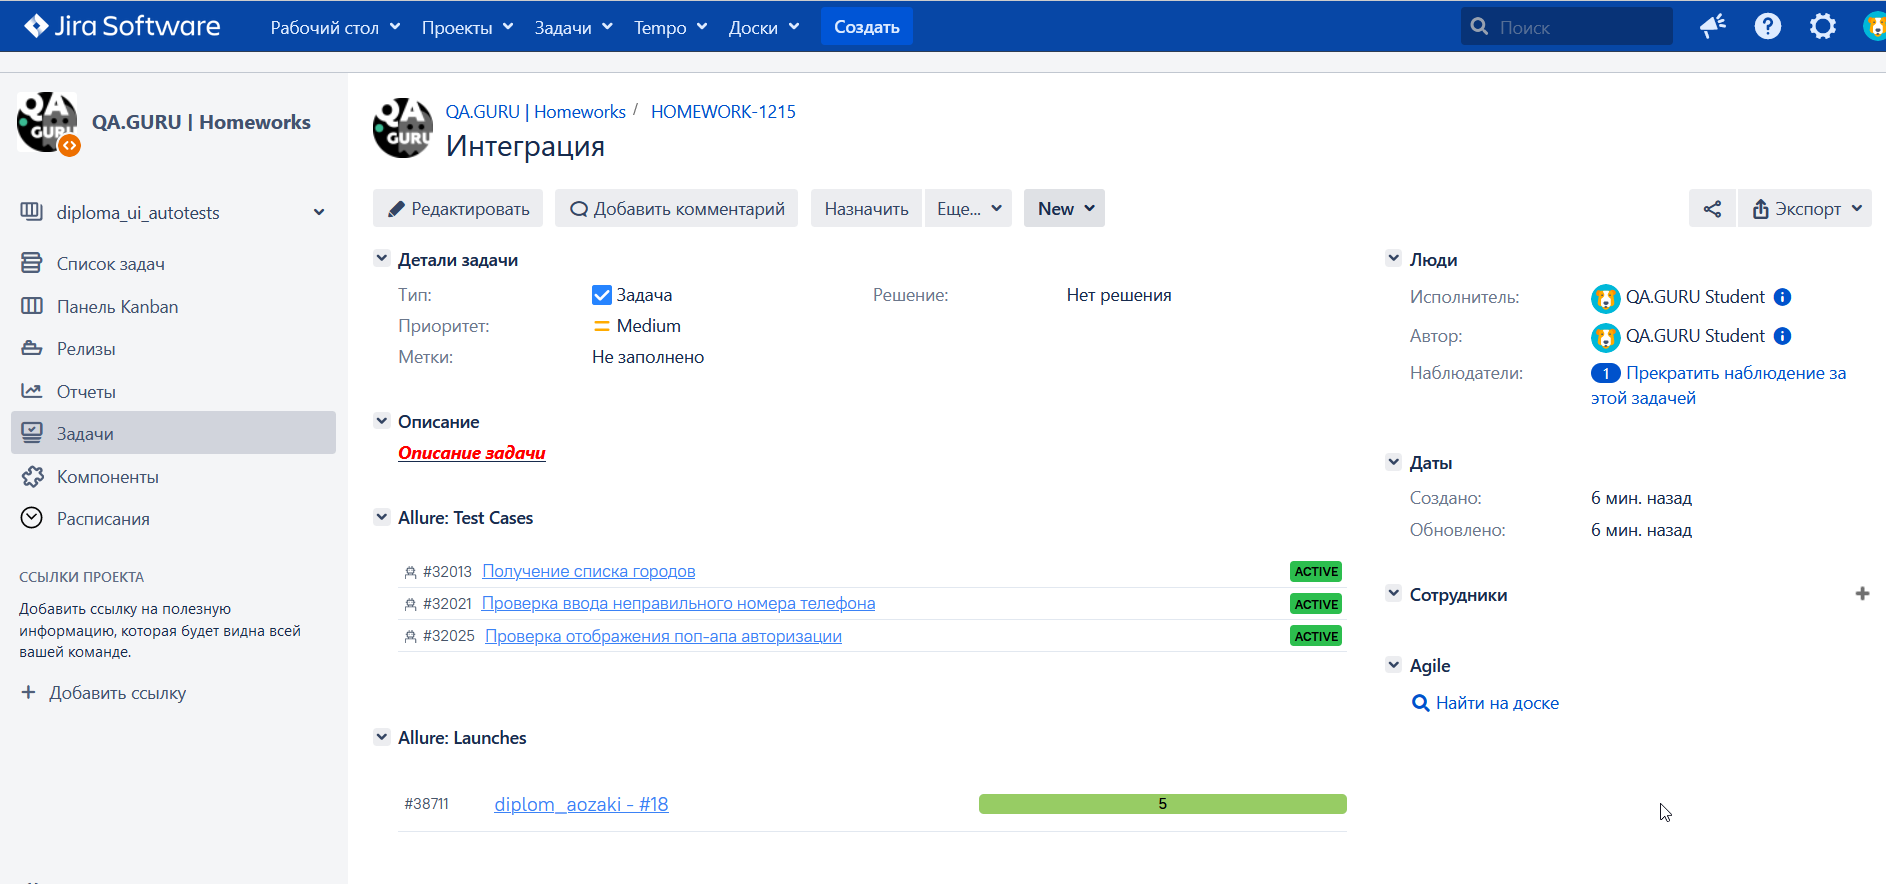 Jira Software
Рабочий стол
Проекты
Задачи
Tempo
Доски
Создать
Поиск
QA GURU
QA.GURU | Homeworks
diploma_ui_autotests
Список задач
Панель Kanban
Релизы
Отчеты
Задачи
Компоненты
Расписания
ССЫЛКИ ПРОЕКТА
Добавить ссылку на полезную
информацию, которая будет видна всей
вашей команде.
+ Добавить ссылку
QA GURU
QA.GURU | Homeworks / HOMEWORK-1215
Интеграция
Редактировать
Добавить комментарий
Назначить
Еще...
New
Экспорт
Детали задачи
Тип: Задача
Решение: Нет решения
Приоритет: Medium
Метки: Не заполнено
Описание
Описание задачи
Allure: Test Cases
#32013 Получение списка городов ACTIVE
#32021 Проверка ввода неправильного номера телефона ACTIVE
#32025 Проверка отображения поп-апа авторизации ACTIVE
Allure: Launches
#38711 diplom_aozaki - #18 5
Люди
Исполнитель: QA.GURU Student
Автор: QA.GURU Student
Наблюдатели: 1 Прекратить наблюдение за
этой задачей
Даты
Создано: 6 мин. назад
Обновлено: 6 мин. назад
Сотрудники
Agile
Найти на доске